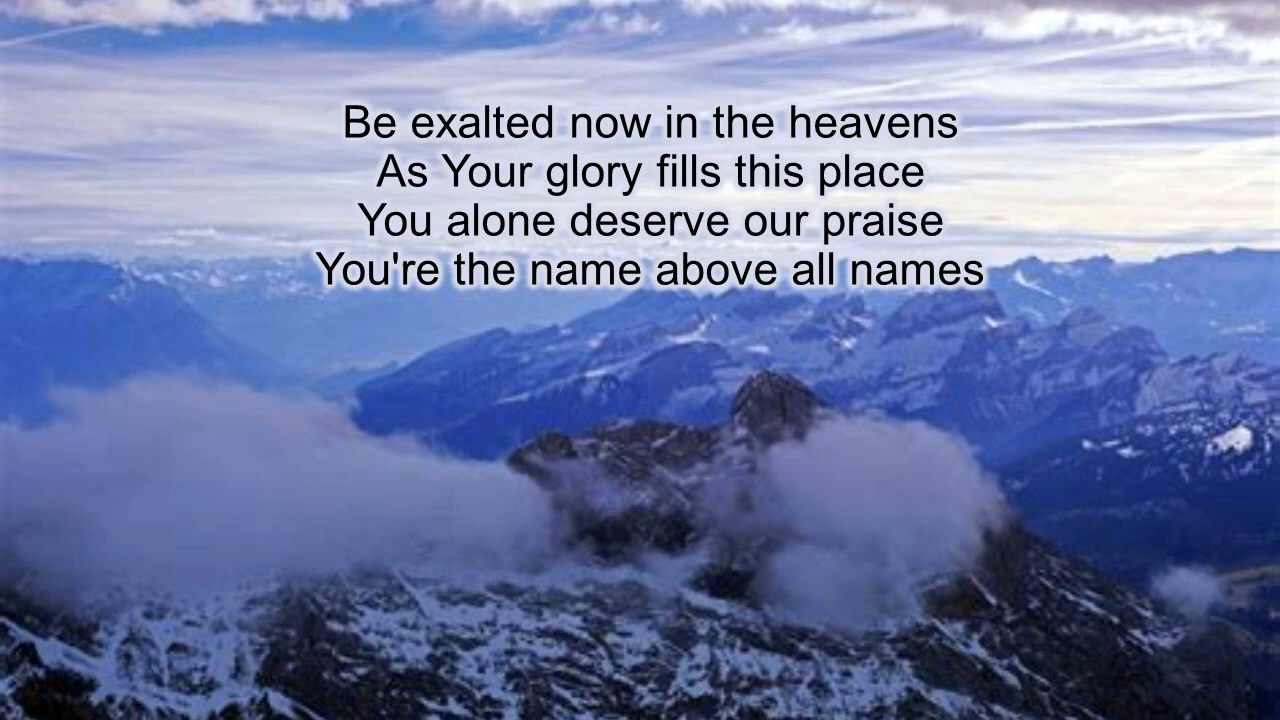 Be exalted now in the heavens
As Your glory fills this place
You alone deserve our praise
You're the name above all names